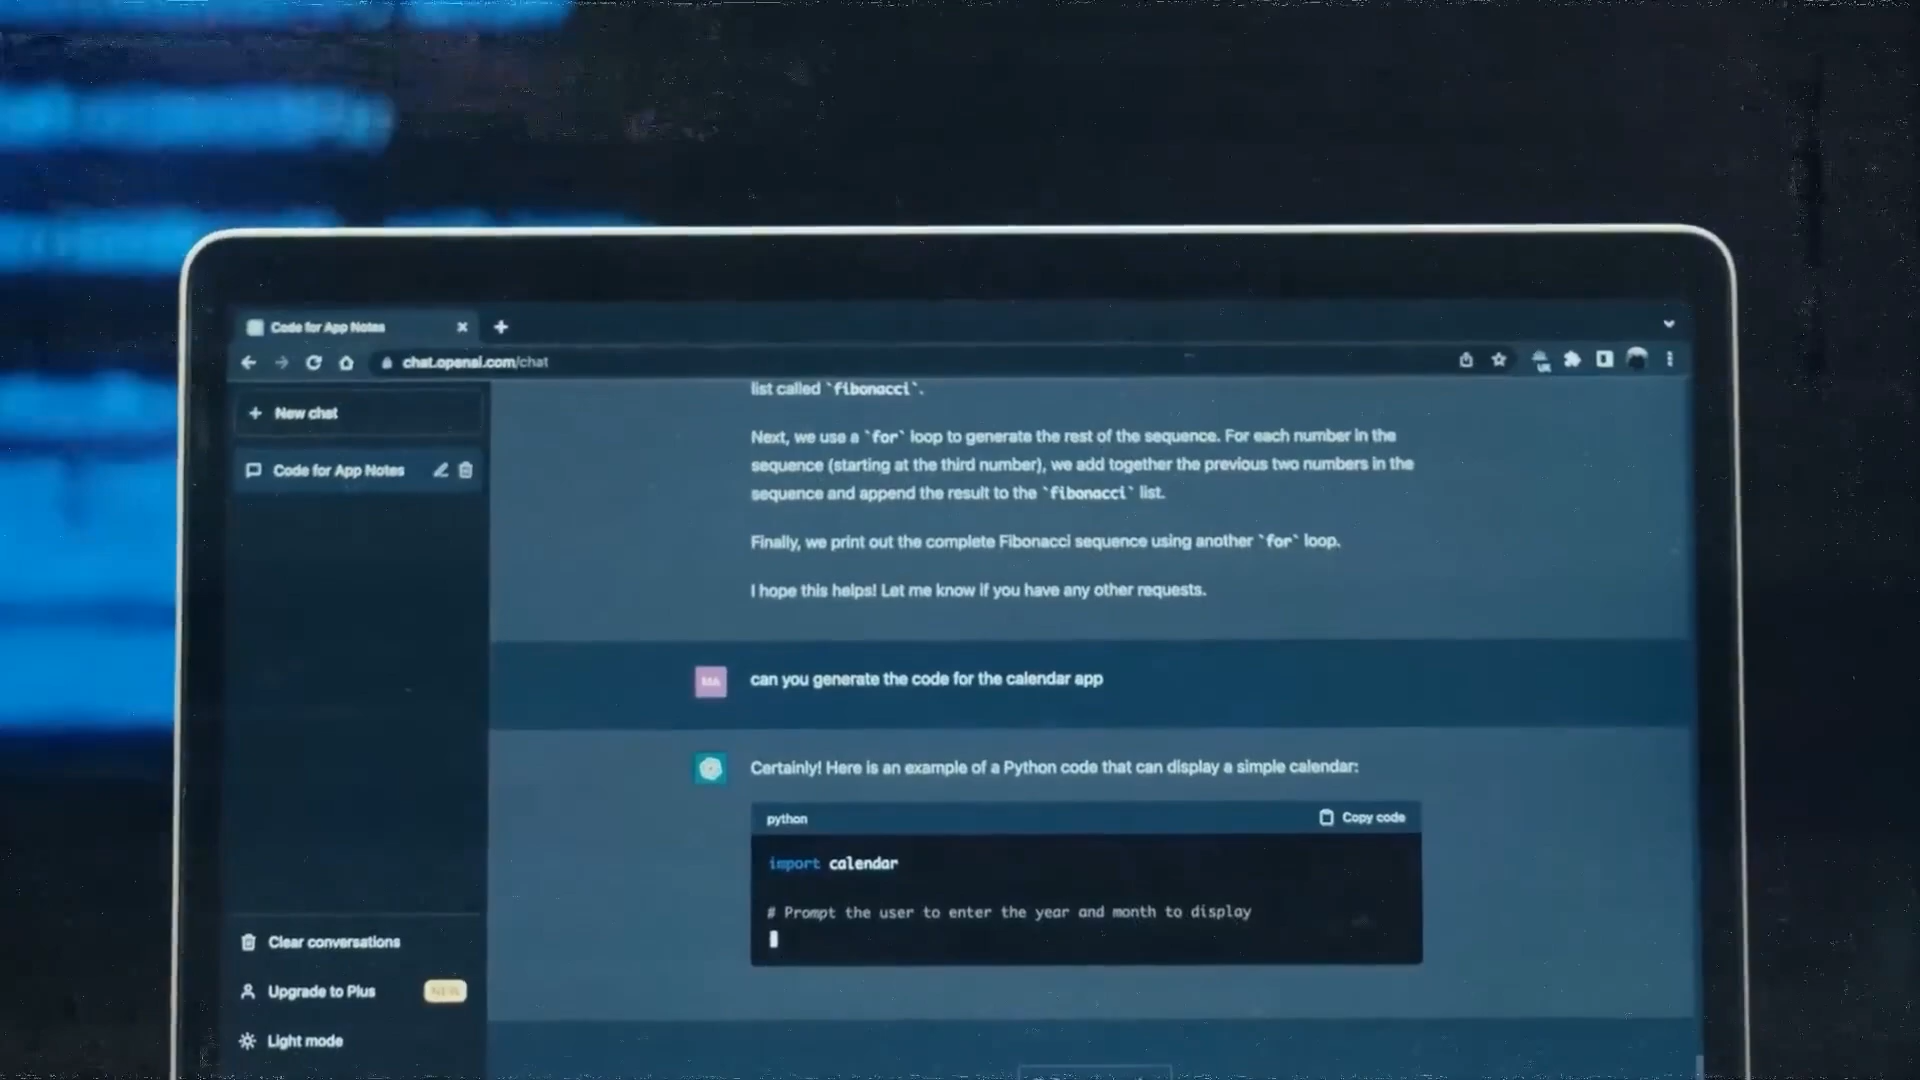 Code for App Notes
chat.openai.com/chat
New chat
Code for App Notes
list called `fibonacci`.
Next, we use a `for` loop to generate the rest of the sequence. For each number in the
sequence (starting at the third number), we add together the previous two numbers in the
sequence and append the result to the `fibonacci` list.
Finally, we print out the complete Fibonacci sequence using another `for` loop.
I hope this helps! Let me know if you have any other requests.
MA
can you generate the code for the calendar app
Certainly! Here is an example of a Python code that can display a simple calendar:
python
Copy code
import calendar
# Prompt the user to enter the year and month to display
Clear conversations
Upgrade to Plus
NEW
Light mode